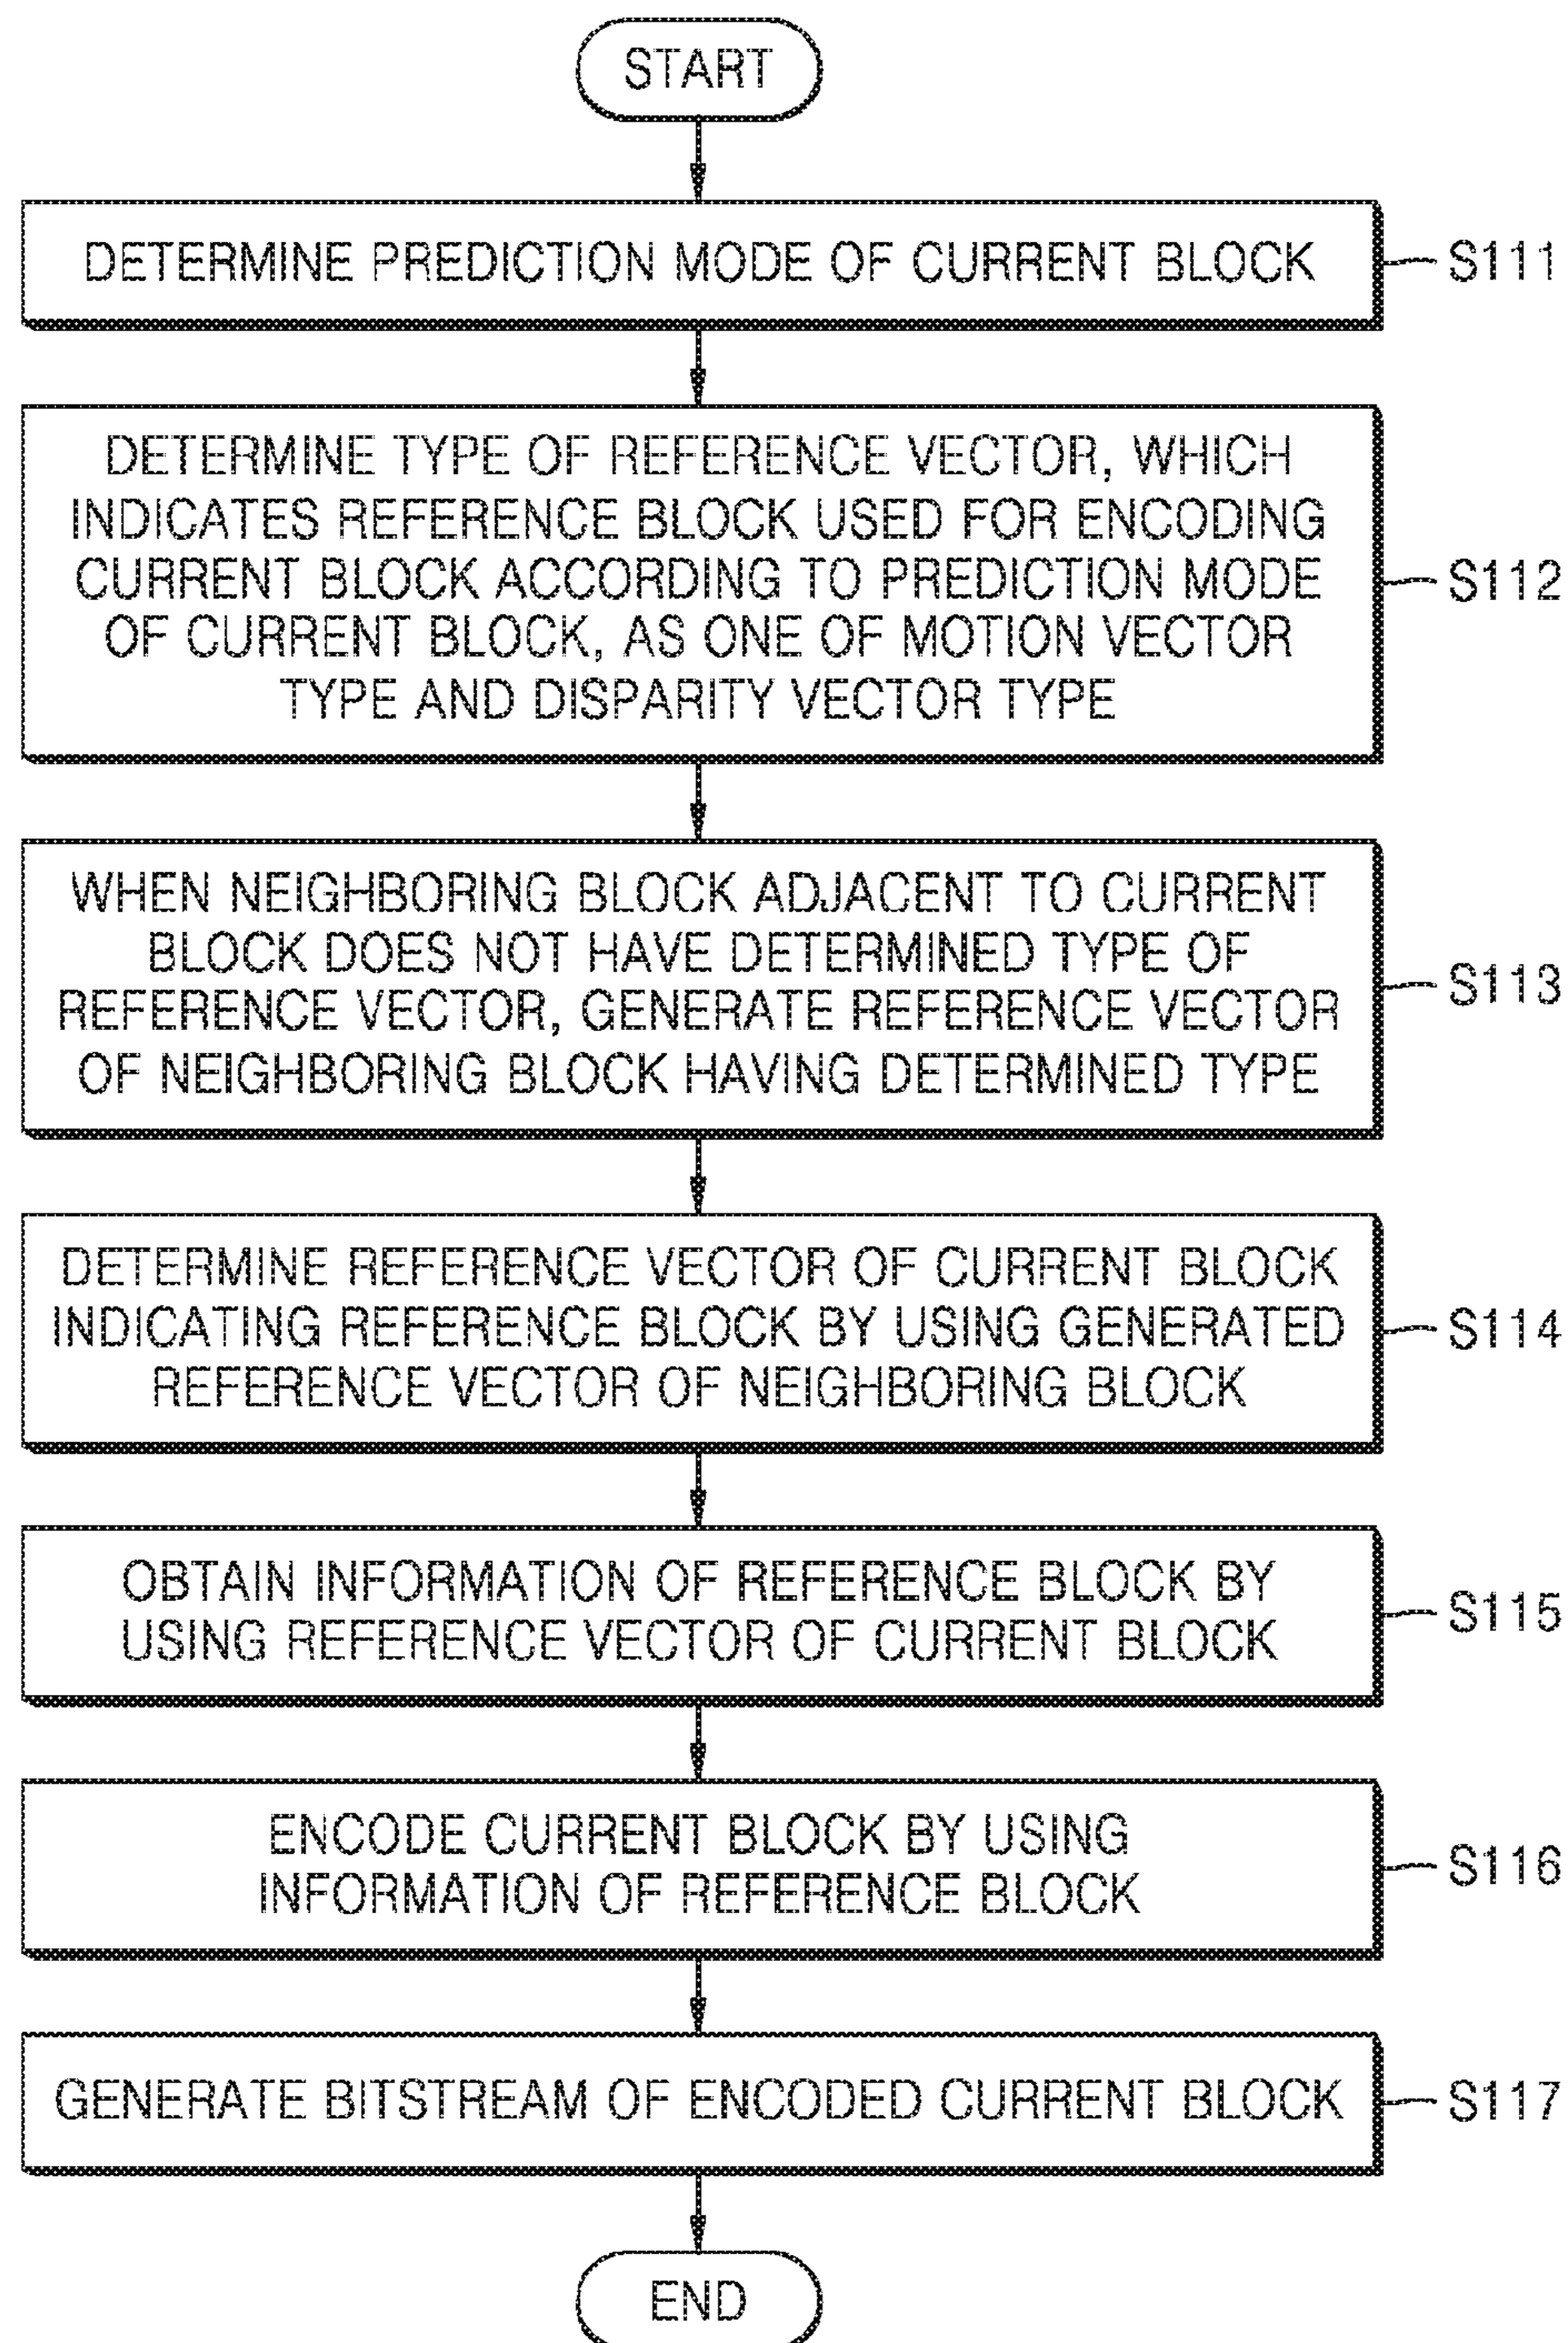 START
DETERMINE PREDICTION MODE OF CURRENT BLOCK
S111
DETERMINE TYPE OF REFERENCE VECTOR, WHICH
INDICATES REFERENCE BLOCK USED FOR ENCODING
CURRENT BLOCK ACCORDING TO PREDICTION MODE
OF CURRENT BLOCK, AS ONE OF MOTION VECTOR
TYPE AND DISPARITY VECTOR TYPE
S112
WHEN NEIGHBORING BLOCK ADJACENT TO CURRENT
BLOCK DOES NOT HAVE DETERMINED TYPE OF
REFERENCE VECTOR, GENERATE REFERENCE VECTOR
OF NEIGHBORING BLOCK HAVING DETERMINED TYPE
S113
DETERMINE REFERENCE VECTOR OF CURRENT BLOCK
INDICATING REFERENCE BLOCK BY USING GENERATED
REFERENCE VECTOR OF NEIGHBORING BLOCK
S114
OBTAIN INFORMATION OF REFERENCE BLOCK BY
USING REFERENCE VECTOR OF CURRENT BLOCK
S115
ENCODE CURRENT BLOCK BY USING
INFORMATION OF REFERENCE BLOCK
S116
GENERATE BITSTREAM OF ENCODED CURRENT BLOCK
S117
END